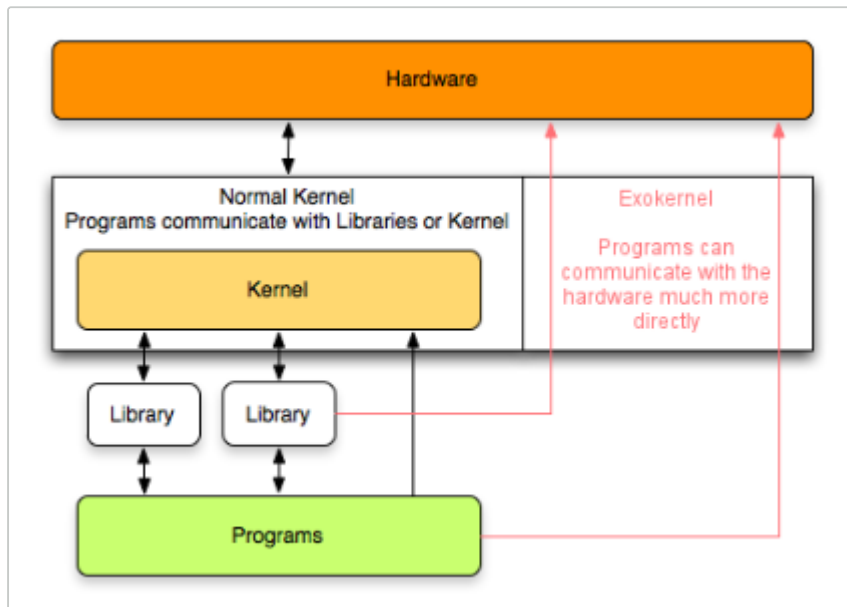 Hardware
Normal Kernel
Programs communicate with Libraries or Kernel
Kernel
Exokernel
Programs can
communicate with the
hardware much more
directly
Library
Library
Programs